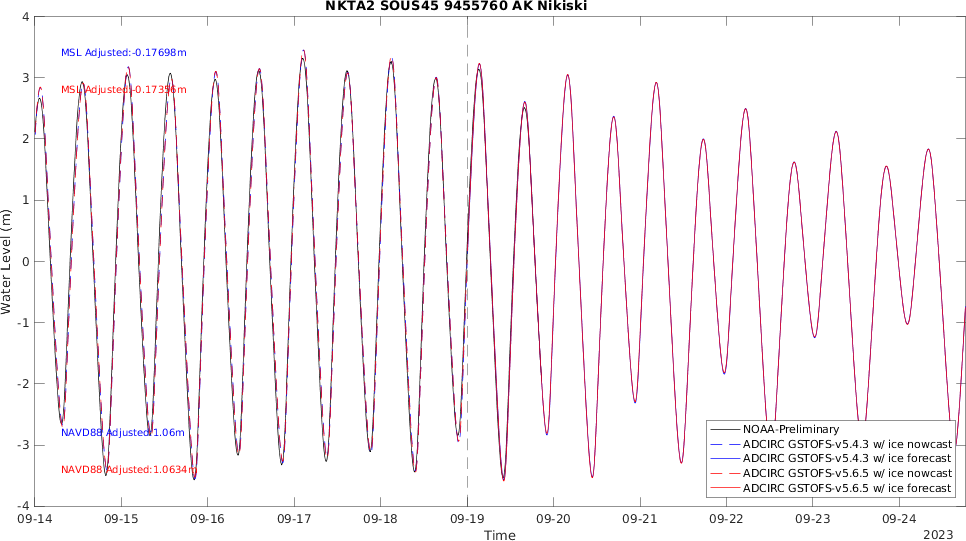 NKTA2 SOUS45 9455760 AK Nikiski
4
MSL Adjusted:-0.17698m
3
MSL Adjusted:-0.17356m
2
1
0
-1
-2
NAVD88 Adjusted:1.06m
-3
NAVD88 Adjusted:1.0634m
-4
Water Level (m)
NOAA-Preliminary
ADCIRC GSTOFS-v5.4.3 w/ ice nowcast
ADCIRC GSTOFS-v5.4.3 w/ ice forecast
ADCIRC GSTOFS-v5.6.5 w/ ice nowcast
ADCIRC GSTOFS-v5.6.5 w/ ice forecast
09-14 09-15 09-16 09-17 09-18 09-19 09-20 09-21 09-22 09-23 09-24
Time
2023